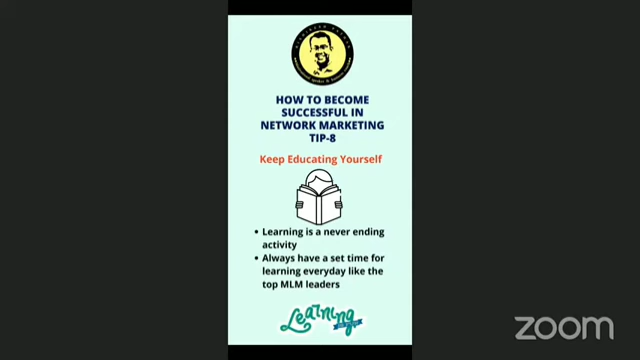 HOW TO BECOME
SUCCESSFUL IN
NETWORK MARKETING
TIP-8
Keep Educating Yourself
• Learning is a never ending
activity
• Always have a set time for
learning everyday like the
top MLM leaders
Learning
zoom